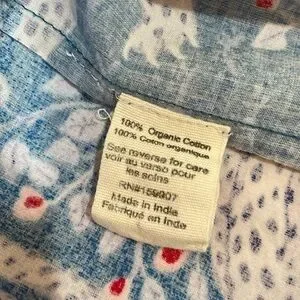 100% Organic Cotton
100% Coton organique
See reverse for care
voir au verso pour
les soins
RN#159907
Made in India
Fabriqué en Inde